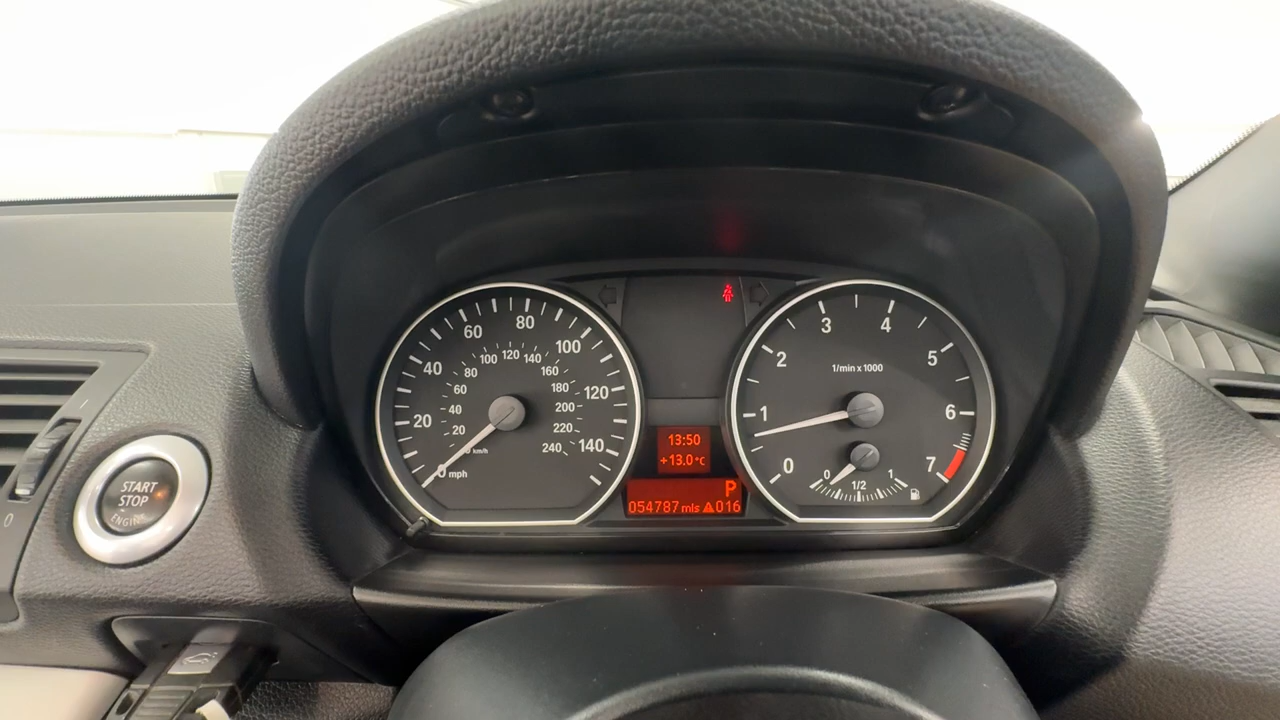 START
STOP
ENGINE
0 20 40 60 80 100 120 140
mph
20 40 60 80 100 120 140 160 180 200 220 240
km/h
13:50
+13.0°C
P
054787 mls 016
0 1 2 3 4 5 6 7
1/min x 1000
0 1/2 1
0